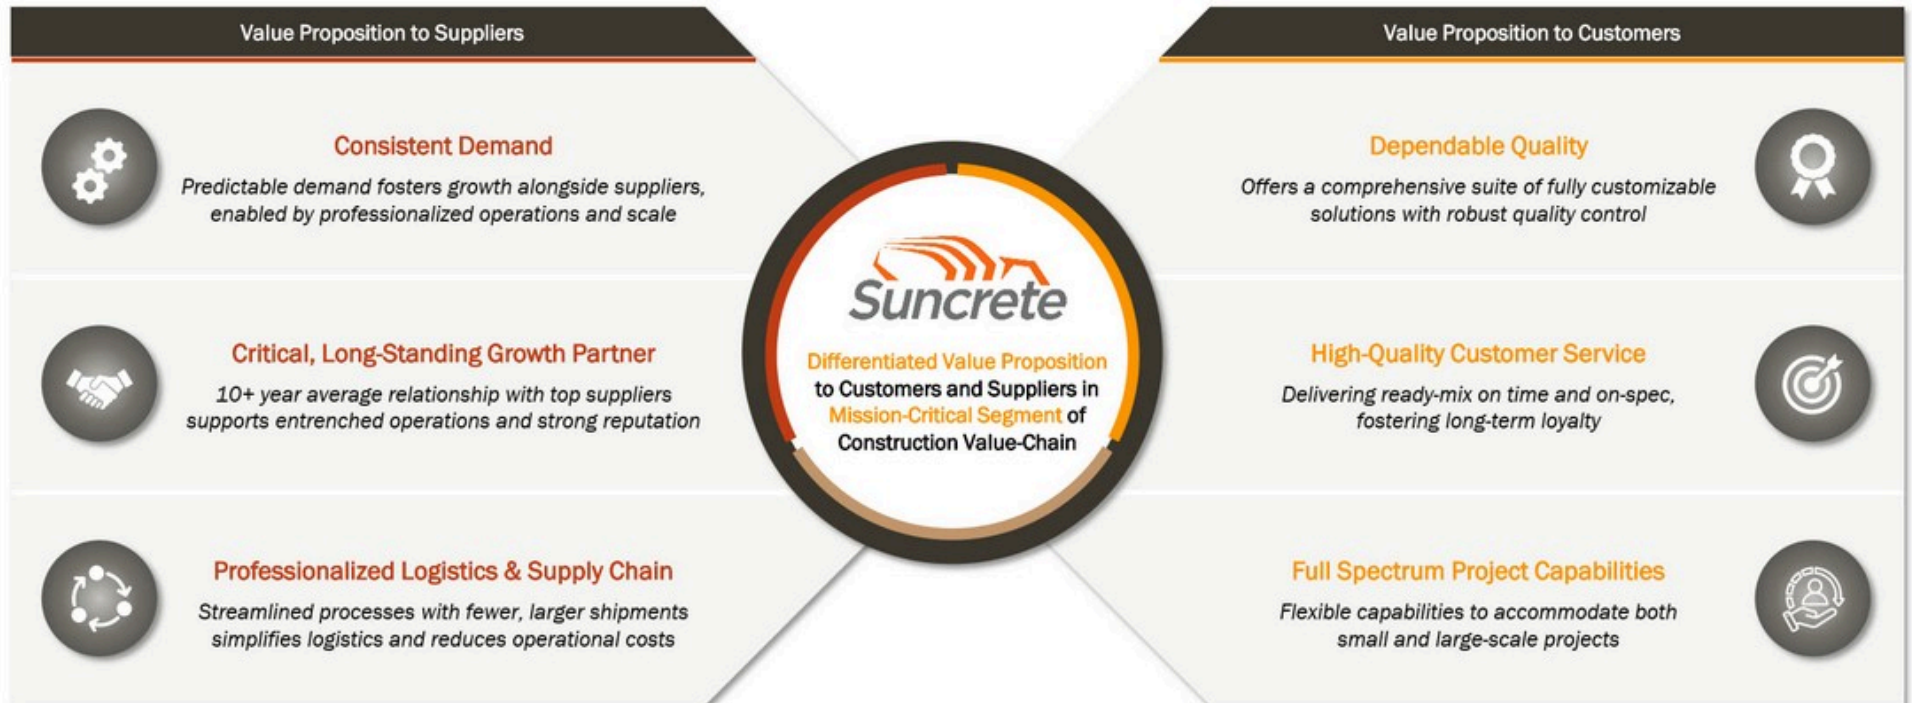 Value Proposition to Suppliers
Consistent Demand
Predictable demand fosters growth alongside suppliers,
enabled by professionalized operations and scale
Critical, Long-Standing Growth Partner
10+ year average relationship with top suppliers
supports entrenched operations and strong reputation
Professionalized Logistics & Supply Chain
Streamlined processes with fewer, larger shipments
simplifies logistics and reduces operational costs
Suncrete
Differentiated Value Proposition
to Customers and Suppliers in
Mission-Critical Segment of
Construction Value-Chain
Value Proposition to Customers
Dependable Quality
Offers a comprehensive suite of fully customizable
solutions with robust quality control
High-Quality Customer Service
Delivering ready-mix on time and on-spec,
fostering long-term loyalty
Full Spectrum Project Capabilities
Flexible capabilities to accommodate both
small and large-scale projects